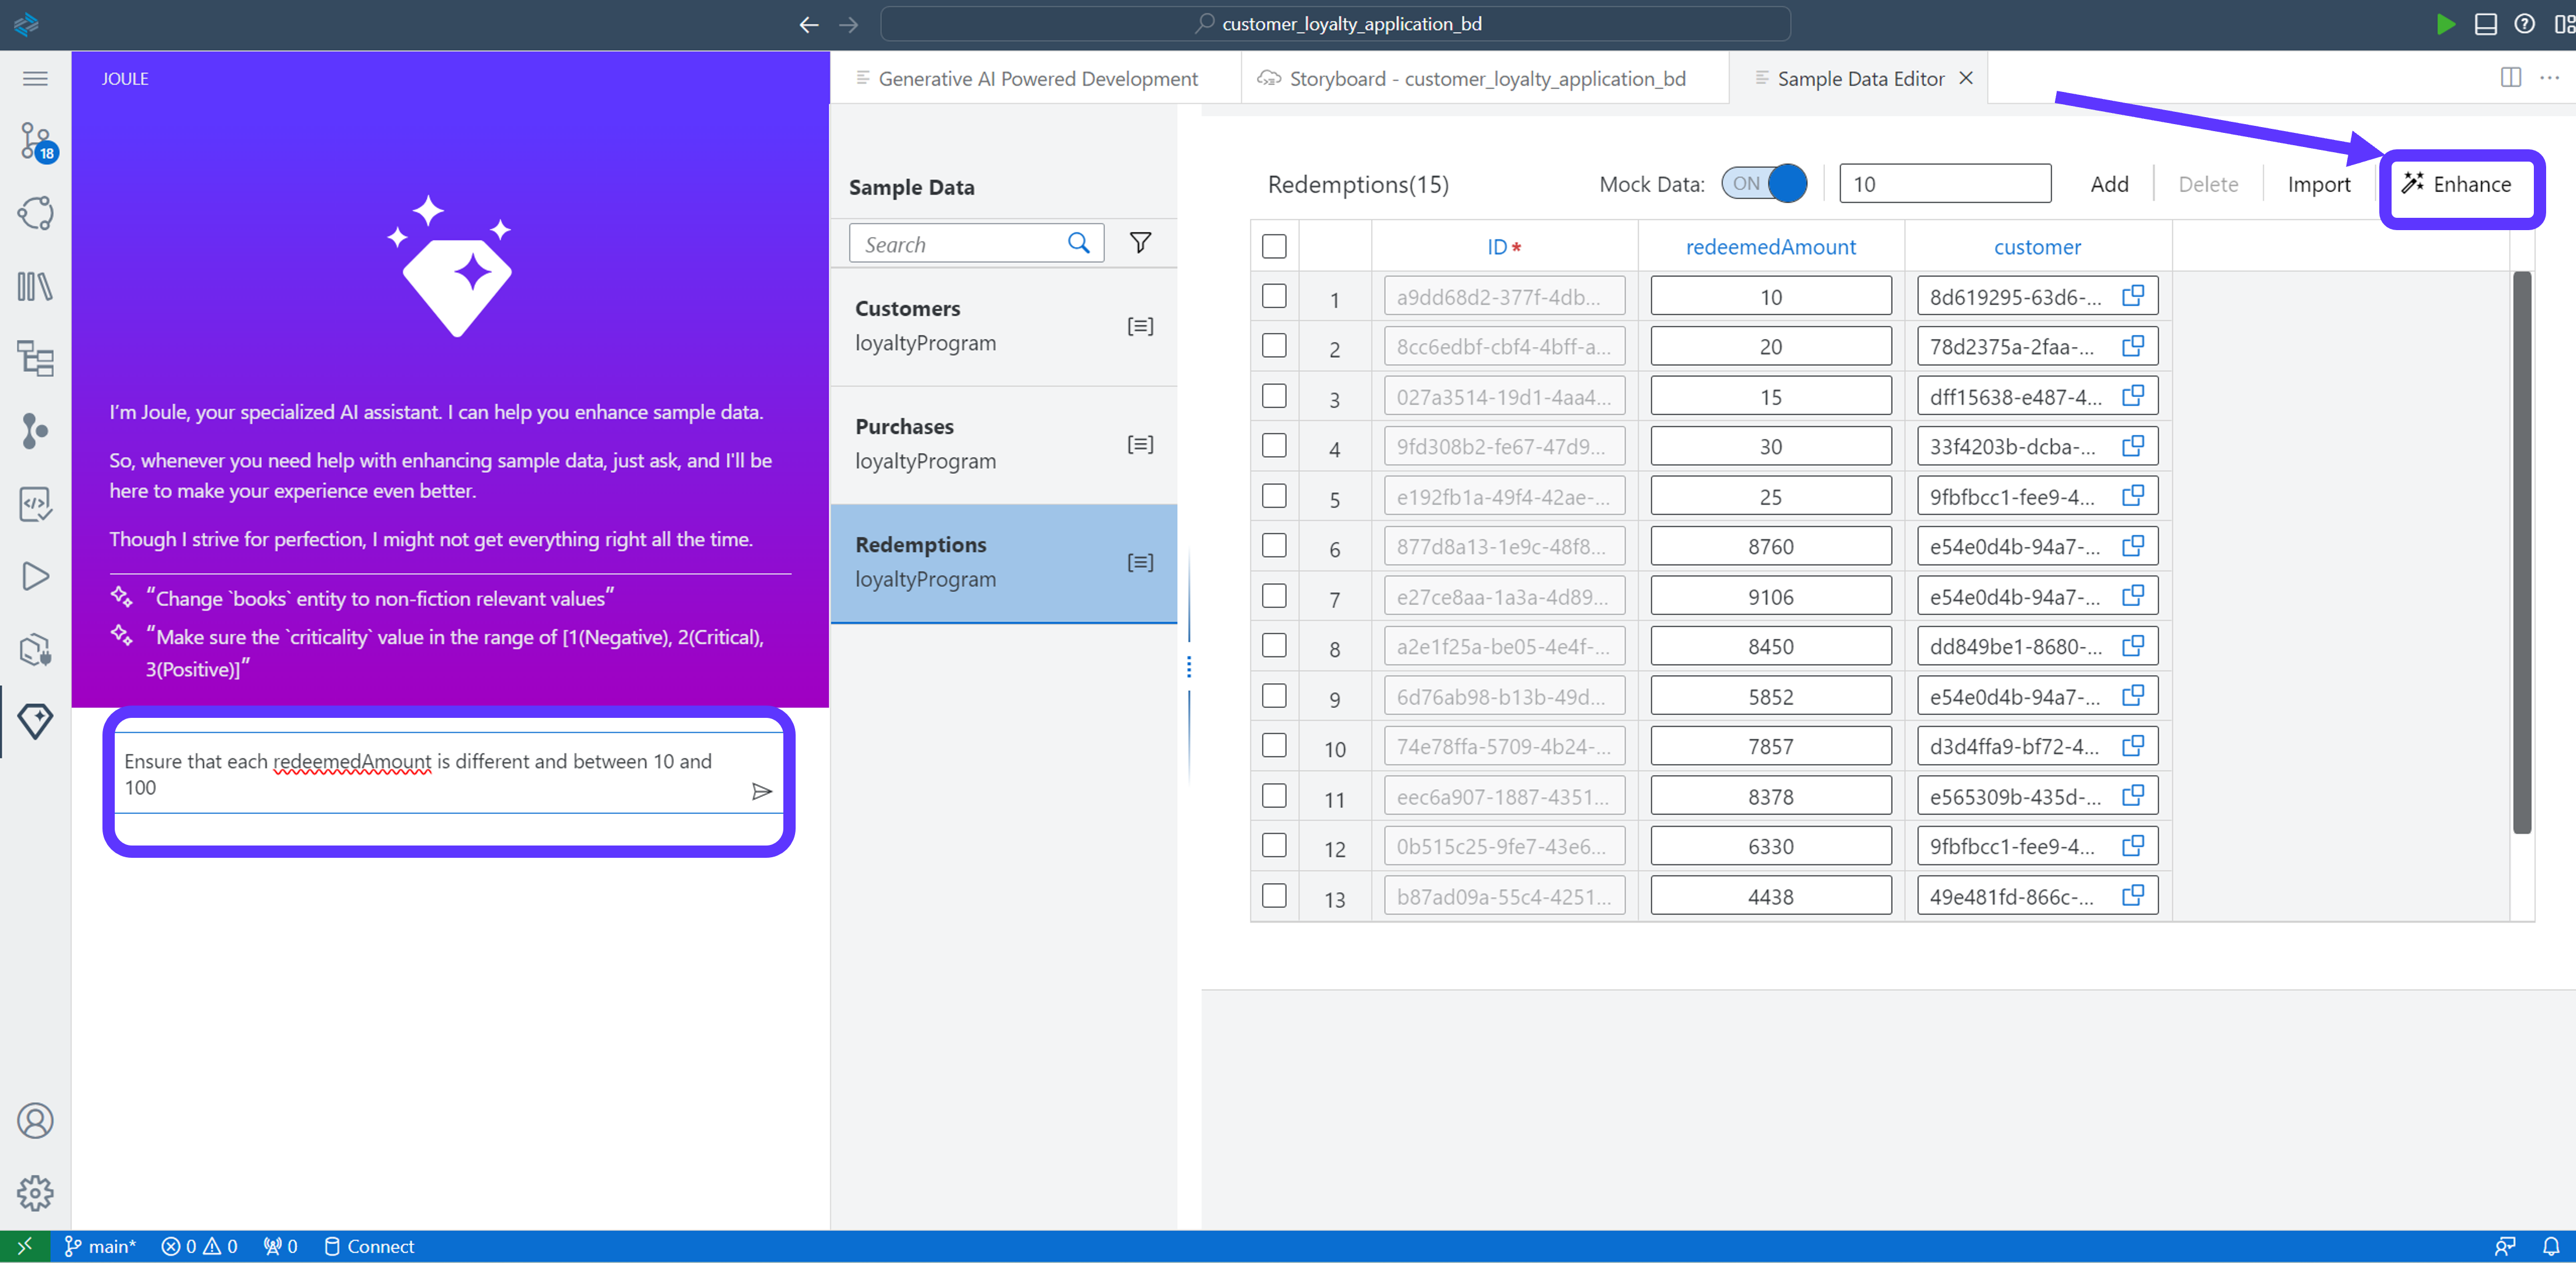 customer_loyalty_application_bd
JOULE
18
I'm Joule, your specialized AI assistant. I can help you enhance sample data.
So, whenever you need help with enhancing sample data, just ask, and I'll be
here to make your experience even better.
Though I strive for perfection, I might not get everything right all the time.
"Change `books` entity to non-fiction relevant values"
"Make sure the `criticality` value in the range of [1(Negative), 2(Critical),
3(Positive)]"
Ensure that each redeemedAmount is different and between 10 and
100
Generative AI Powered Development
Storyboard - customer_loyalty_application_bd
Sample Data Editor
Sample Data
Search
Customers
loyaltyProgram
Purchases
loyaltyProgram
Redemptions
loyaltyProgram
Redemptions(15)
Mock Data: ON 10 Add Delete Import Enhance
ID* redeemedAmount customer
1 a9dd68d2-377f-4db... 10 8d619295-63d6-...
2 8cc6edbf-cbf4-4bff-a... 20 78d2375a-2faa-...
3 027a3514-19d1-4aa4... 15 dff15638-e487-4...
4 9fd308b2-fe67-47d9... 30 33f4203b-dcba-...
5 e192fb1a-49f4-42ae-... 25 9fbfbcc1-fee9-4...
6 877d8a13-1e9c-48f8... 8760 e54e0d4b-94a7-...
7 e27ce8aa-1a3a-4d89... 9106 e54e0d4b-94a7-...
8 a2e1f25a-be05-4e4f-... 8450 dd849be1-8680-...
9 6d76ab98-b13b-49d... 5852 e54e0d4b-94a7-...
10 74e78ffa-5709-4b24-... 7857 d3d4ffa9-bf72-4...
11 eec6a907-1887-4351... 8378 e565309b-435d-...
12 0b515c25-9fe7-43e6... 6330 9fbfbcc1-fee9-4...
13 b87ad09a-55c4-4251... 4438 49e481fd-866c-...
main* 0 0 0 Connect